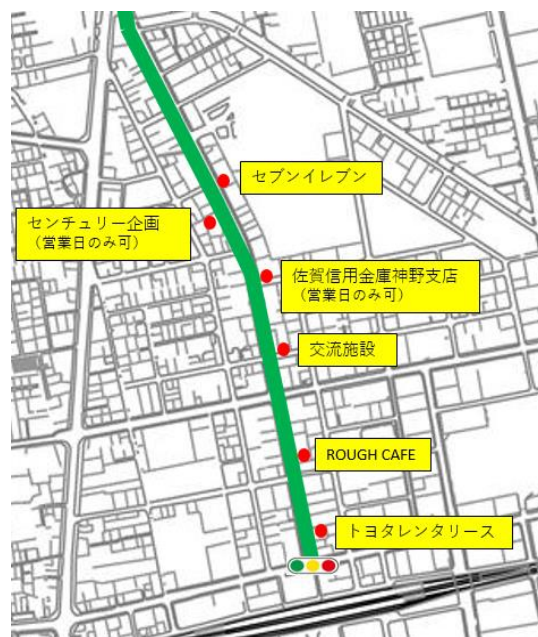 セブンイレブン
センチュリー企画
（営業日のみ可）
佐賀信用金庫神野支店
（営業日のみ可）
交流施設
ROUGH CAFE
トヨタレンタリース